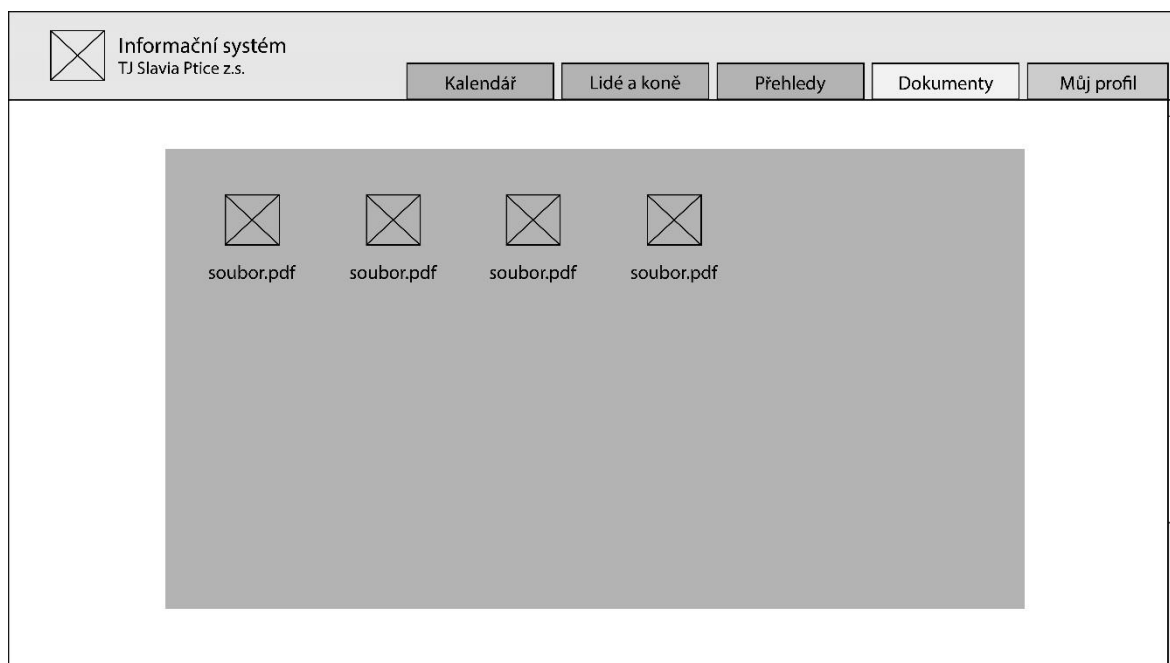 Informační systém
TJ Slavia Ptice z.s.
Kalendář Lidé a koně Přehledy Dokumenty Můj profil
soubor.pdf soubor.pdf soubor.pdf soubor.pdf